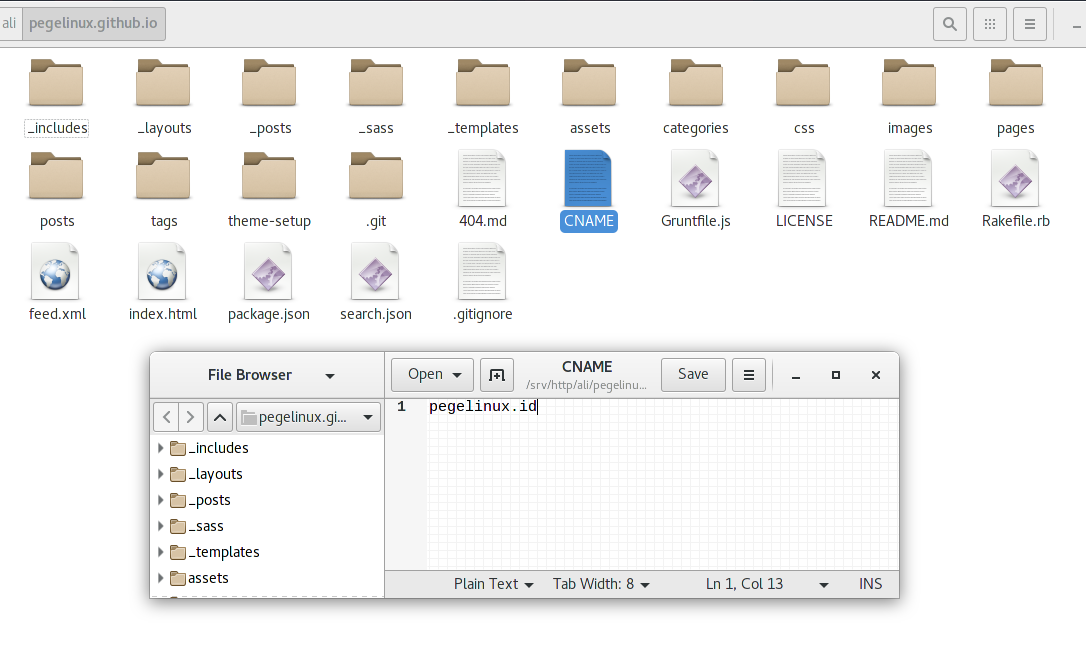 ali pegelinux.github.io
_includes _layouts _posts _sass _templates assets categories css images pages
posts tags theme-setup .git 404.md CNAME Gruntfile.js LICENSE README.md Rakefile.rb
feed.xml index.html package.json search.json .gitignore
File Browser Open CNAME Save
/srv/http/ali/pegelinu...
pegelinux.gi... 1 pegelinux.id
_includes
_layouts
_posts
_sass
_templates
assets
Plain Text Tab Width: 8 Ln 1, Col 13 INS